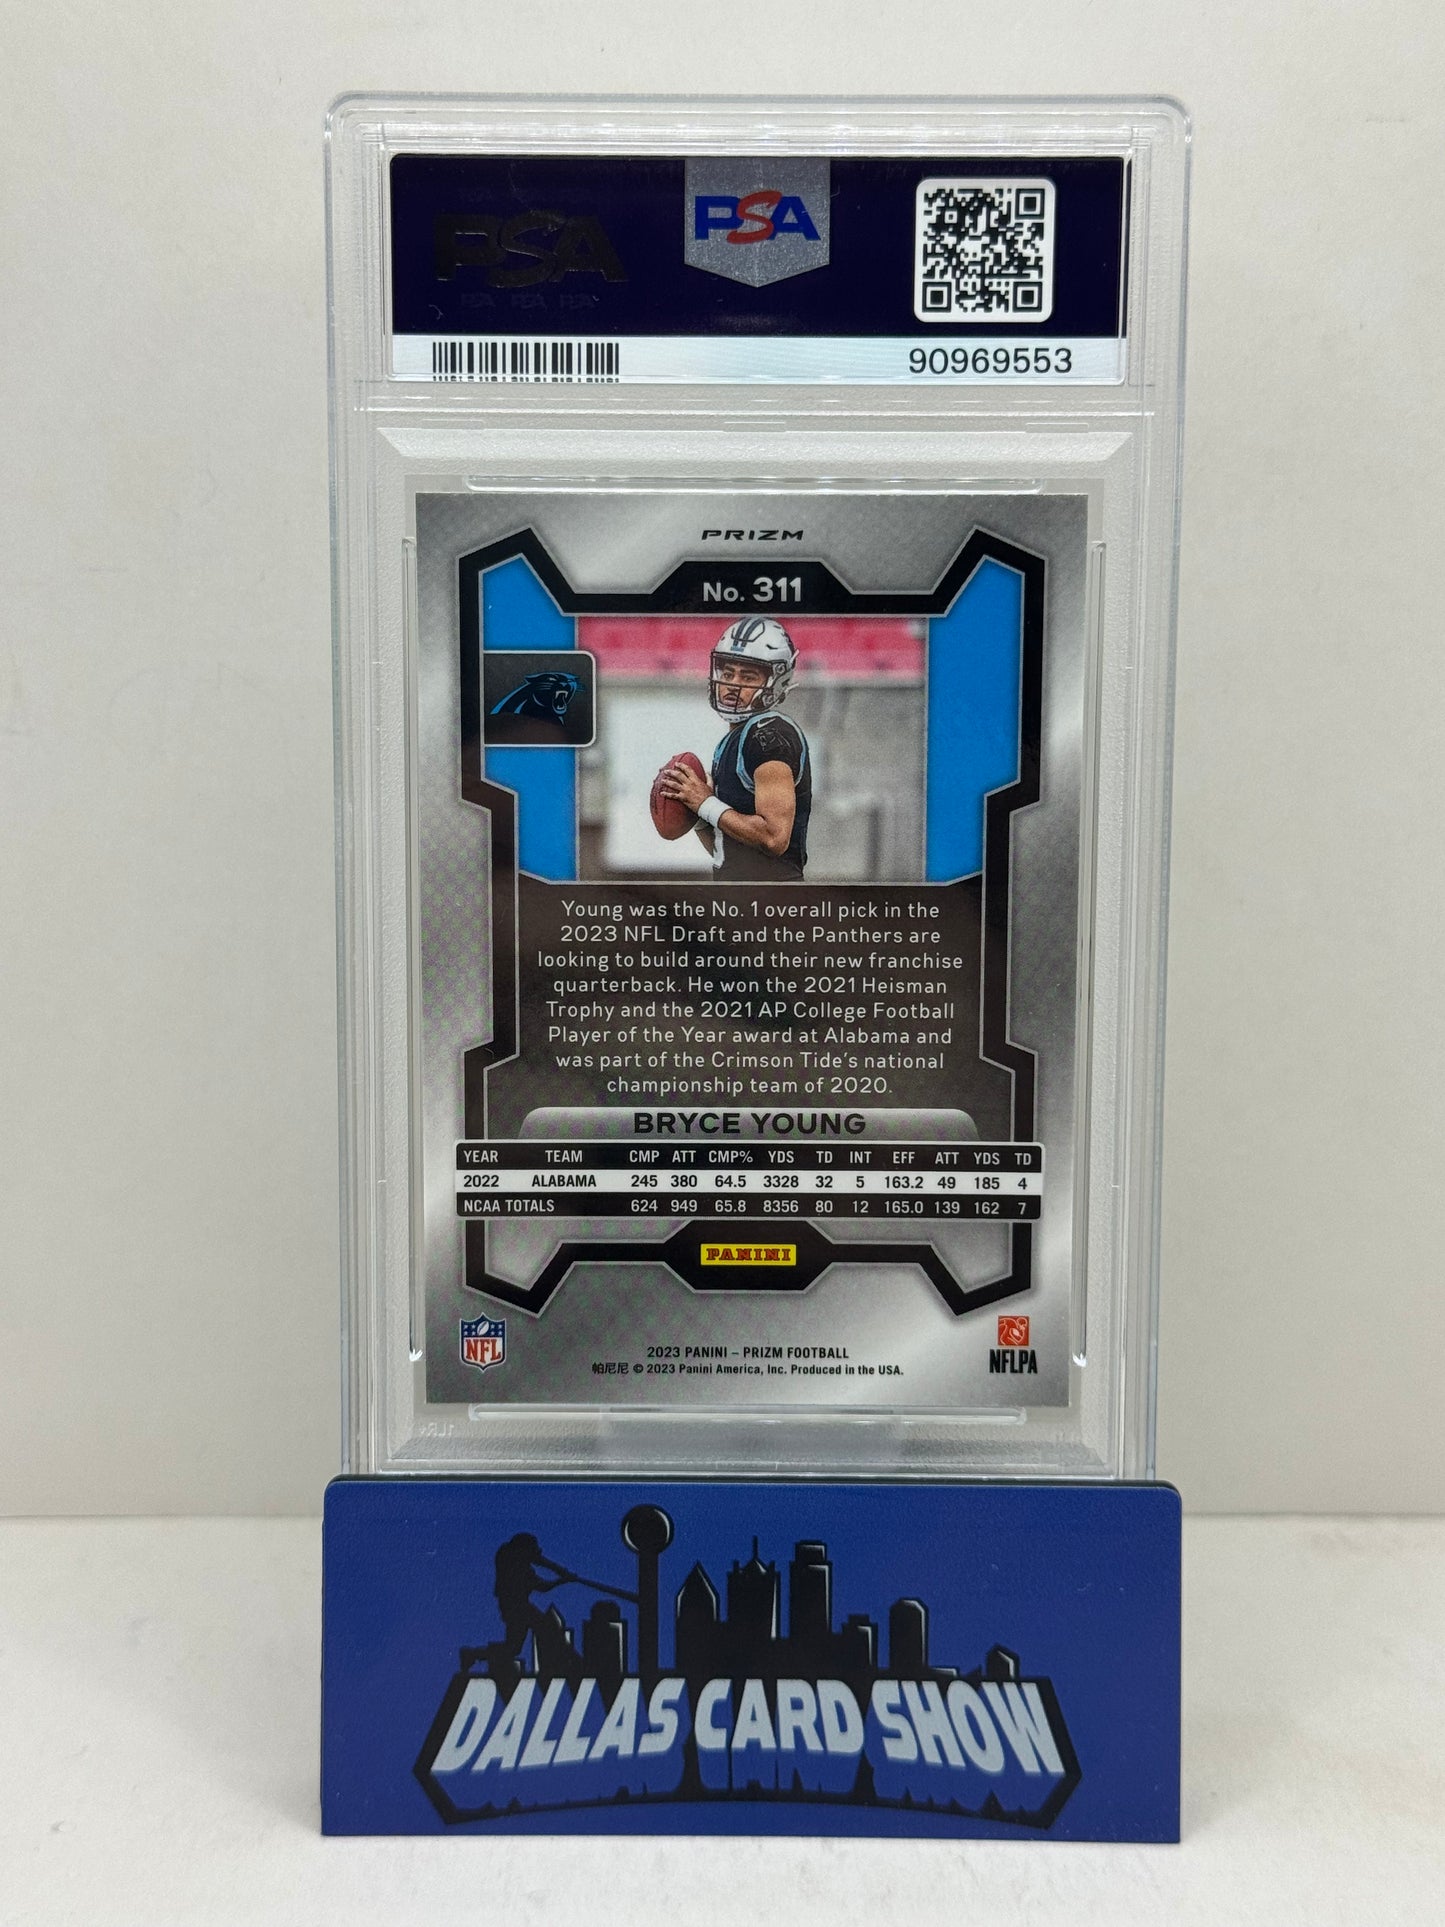 PSA
PSA
PSA PSA PSA
90969553
PRIZM
No. 311
Young was the No. 1 overall pick in the
2023 NFL Draft and the Panthers are
looking to build around their new franchise
quarterback. He won the 2021 Heisman
Trophy and the 2021 AP College Football
Player of the Year award at Alabama and
was part of the Crimson Tide's national
championship team of 2020.
BRYCE YOUNG
YEAR TEAM CMP ATT CMP% YDS TD INT EFF ATT YDS TD
2022 ALABAMA 245 380 64.5 3328 32 5 163.2 49 185 4
NCAA TOTALS 624 949 65.8 8356 80 12 165.0 139 162 7
PANINI
NFL
NFLPA
2023 PANINI – PRIZM FOOTBALL
帕尼尼 © 2023 Panini America, Inc. Produced in the USA.
DALLAS CARD SHOW